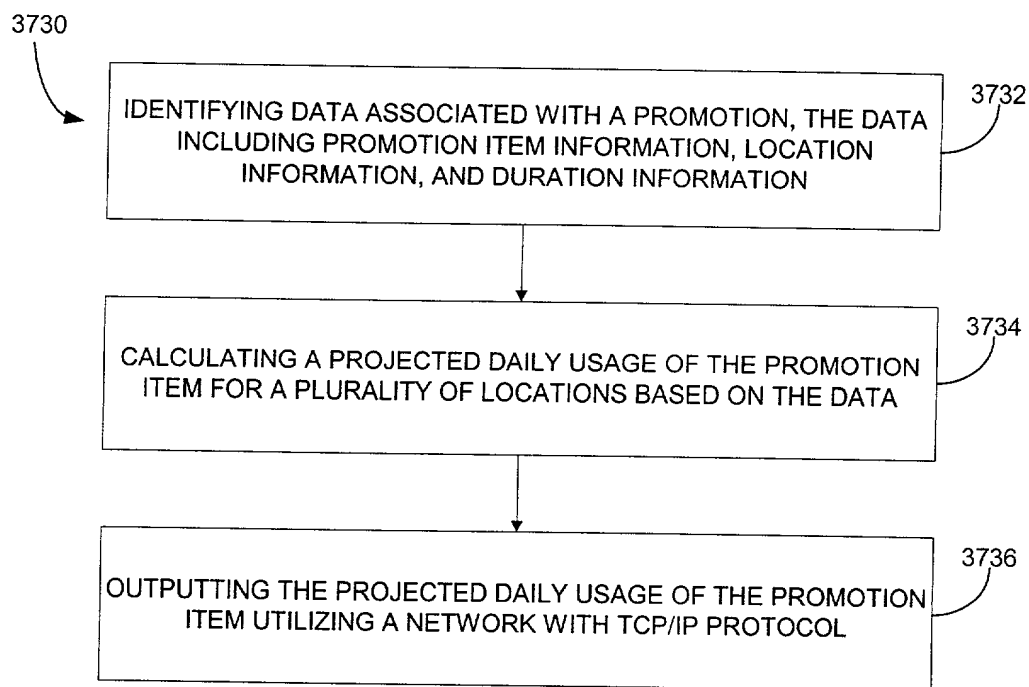 3730
IDENTIFYING DATA ASSOCIATED WITH A PROMOTION, THE DATA
INCLUDING PROMOTION ITEM INFORMATION, LOCATION
INFORMATION, AND DURATION INFORMATION
3732
CALCULATING A PROJECTED DAILY USAGE OF THE PROMOTION
ITEM FOR A PLURALITY OF LOCATIONS BASED ON THE DATA
3734
OUTPUTTING THE PROJECTED DAILY USAGE OF THE PROMOTION
ITEM UTILIZING A NETWORK WITH TCP/IP PROTOCOL
3736